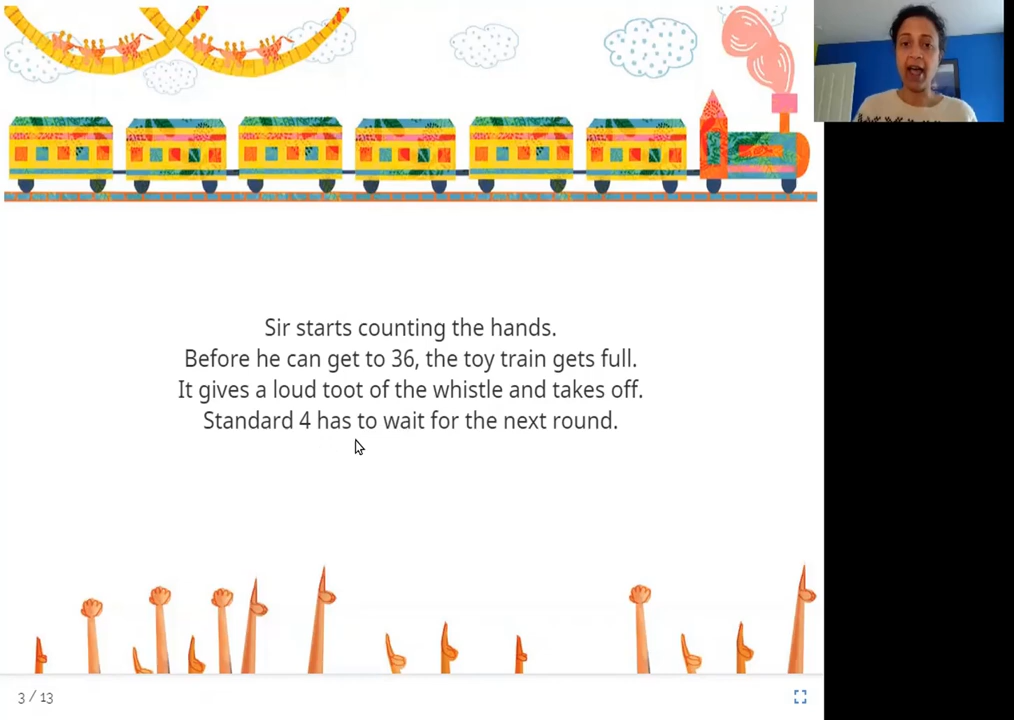 Sir starts counting the hands.
Before he can get to 36, the toy train gets full.
It gives a loud toot of the whistle and takes off.
Standard 4 has to wait for the next round.
3 / 13